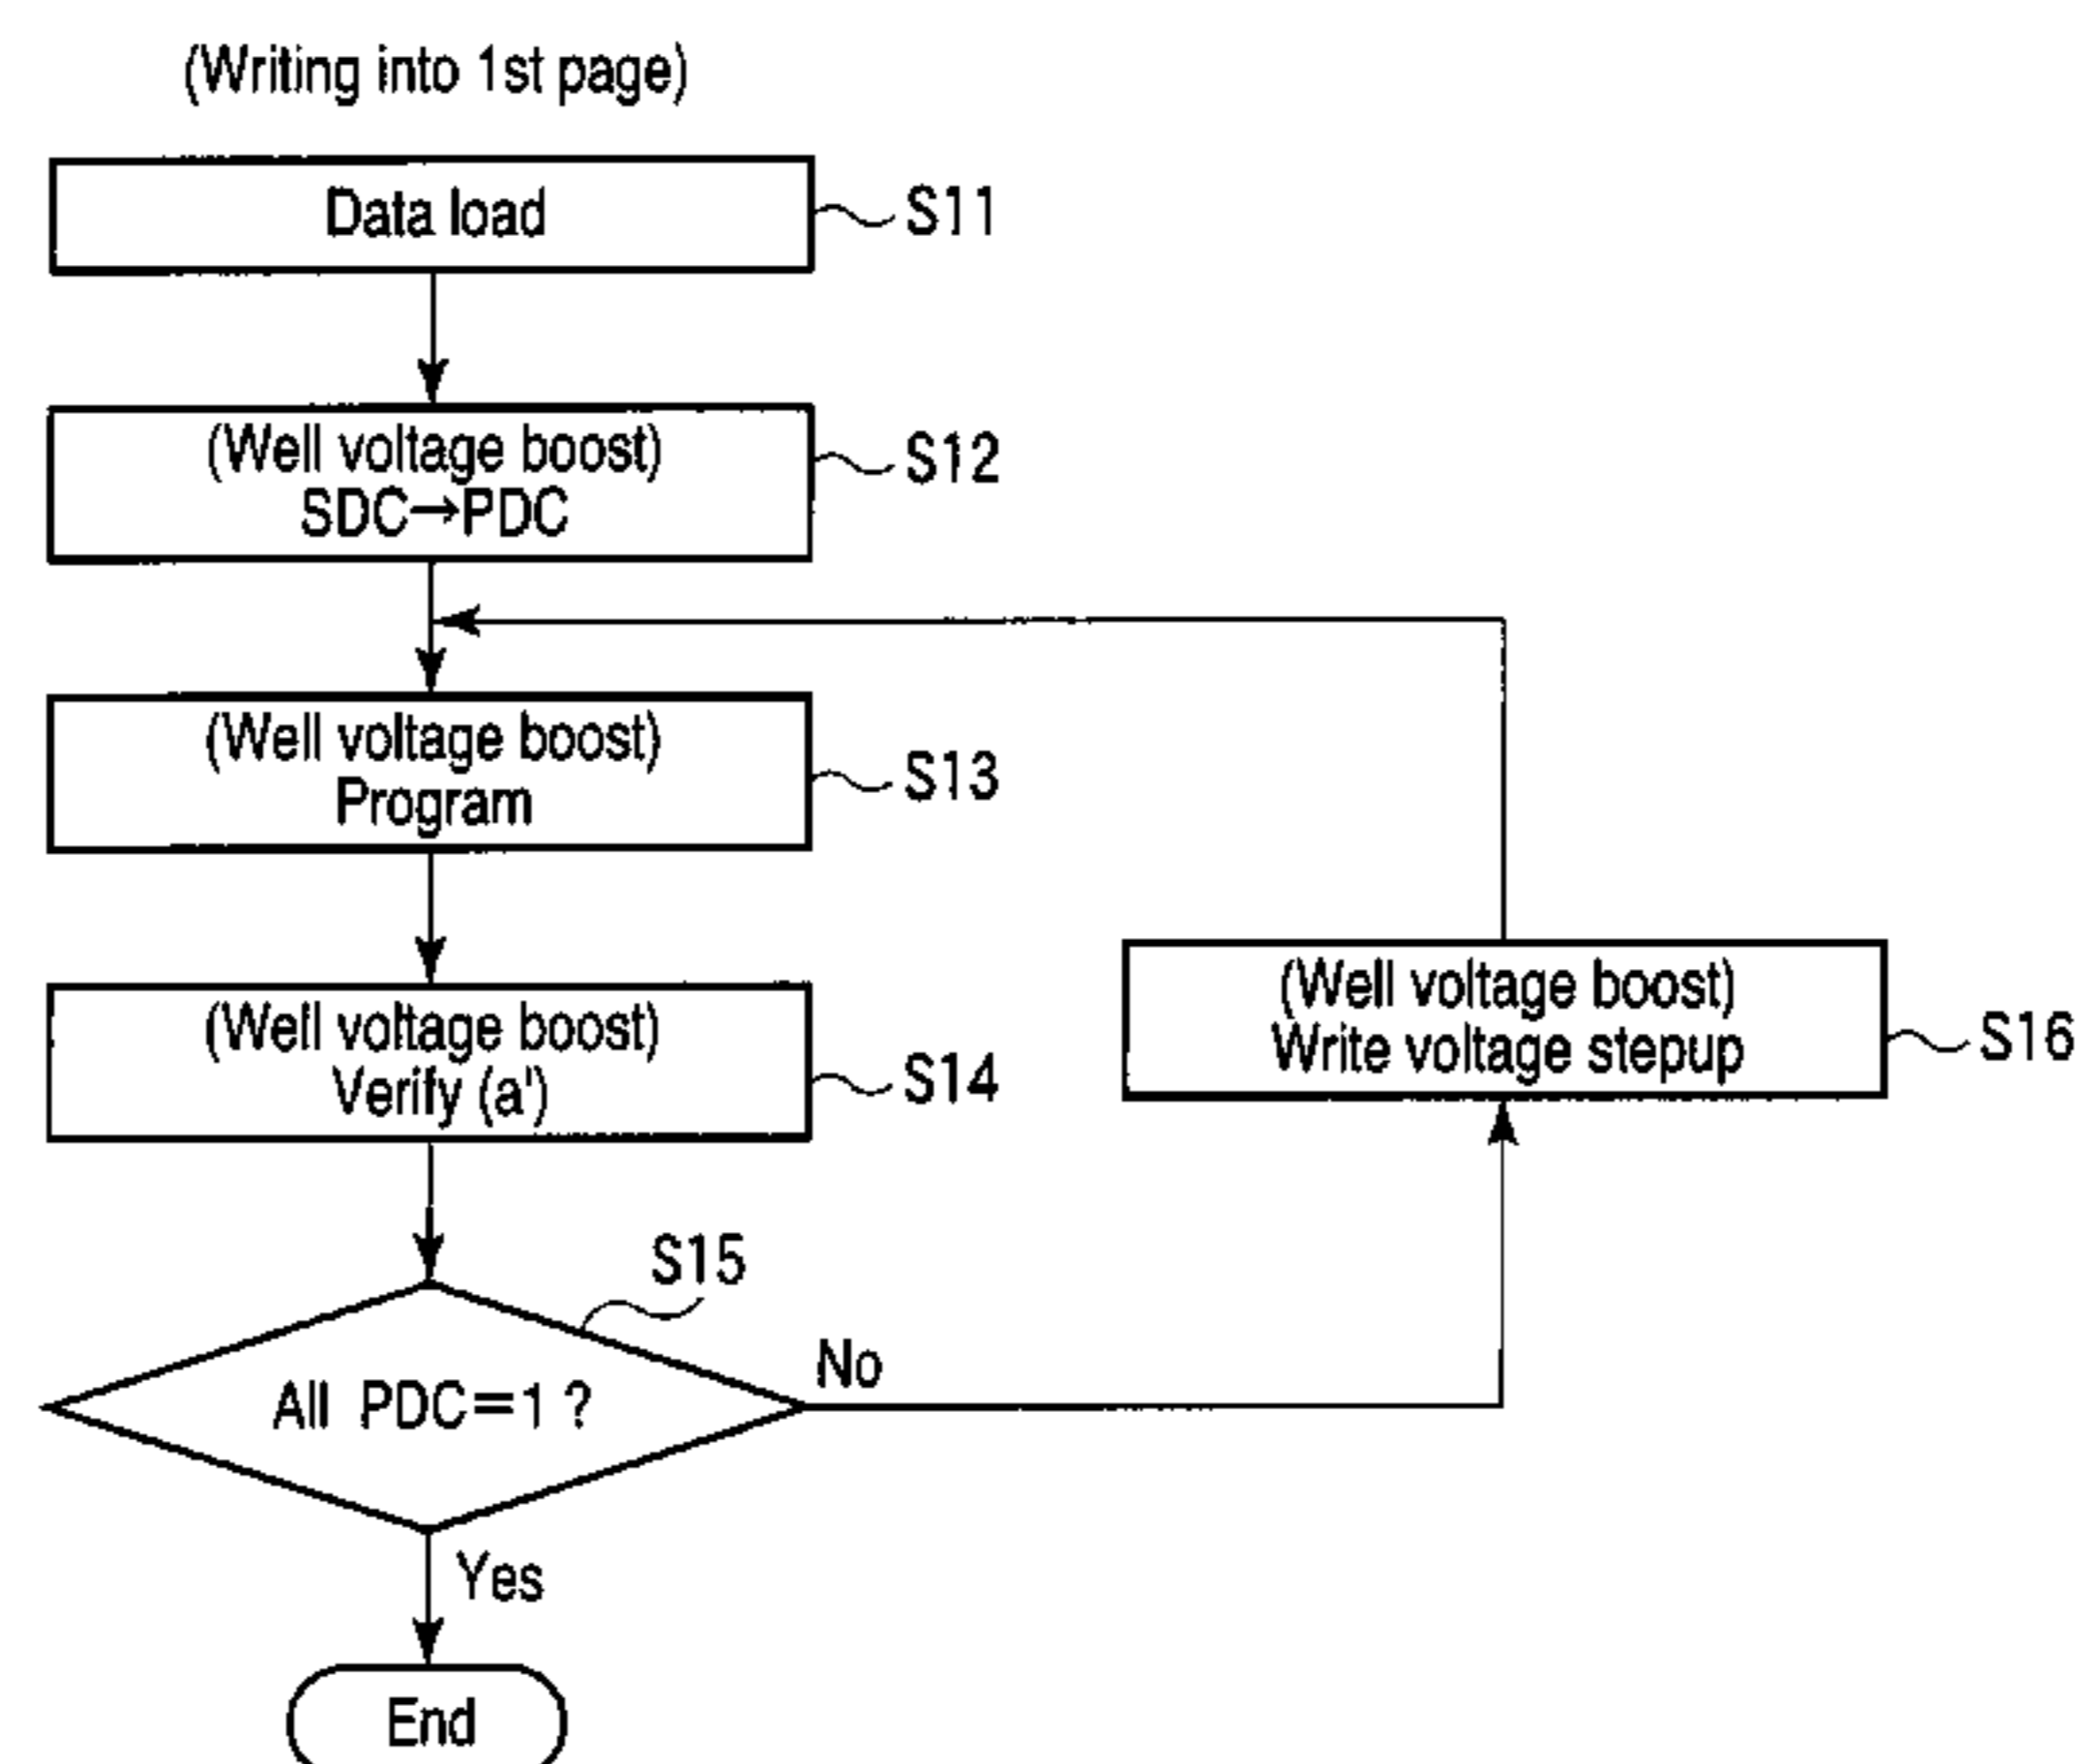 (Writing into 1st page)
Data load
S11
(Well voltage boost)
SDC→PDC
S12
(Well voltage boost)
Program
S13
(Well voltage boost)
Verify (a')
S14
(Well voltage boost)
Write voltage stepup
S16
S15
All PDC=1 ?
No
Yes
End